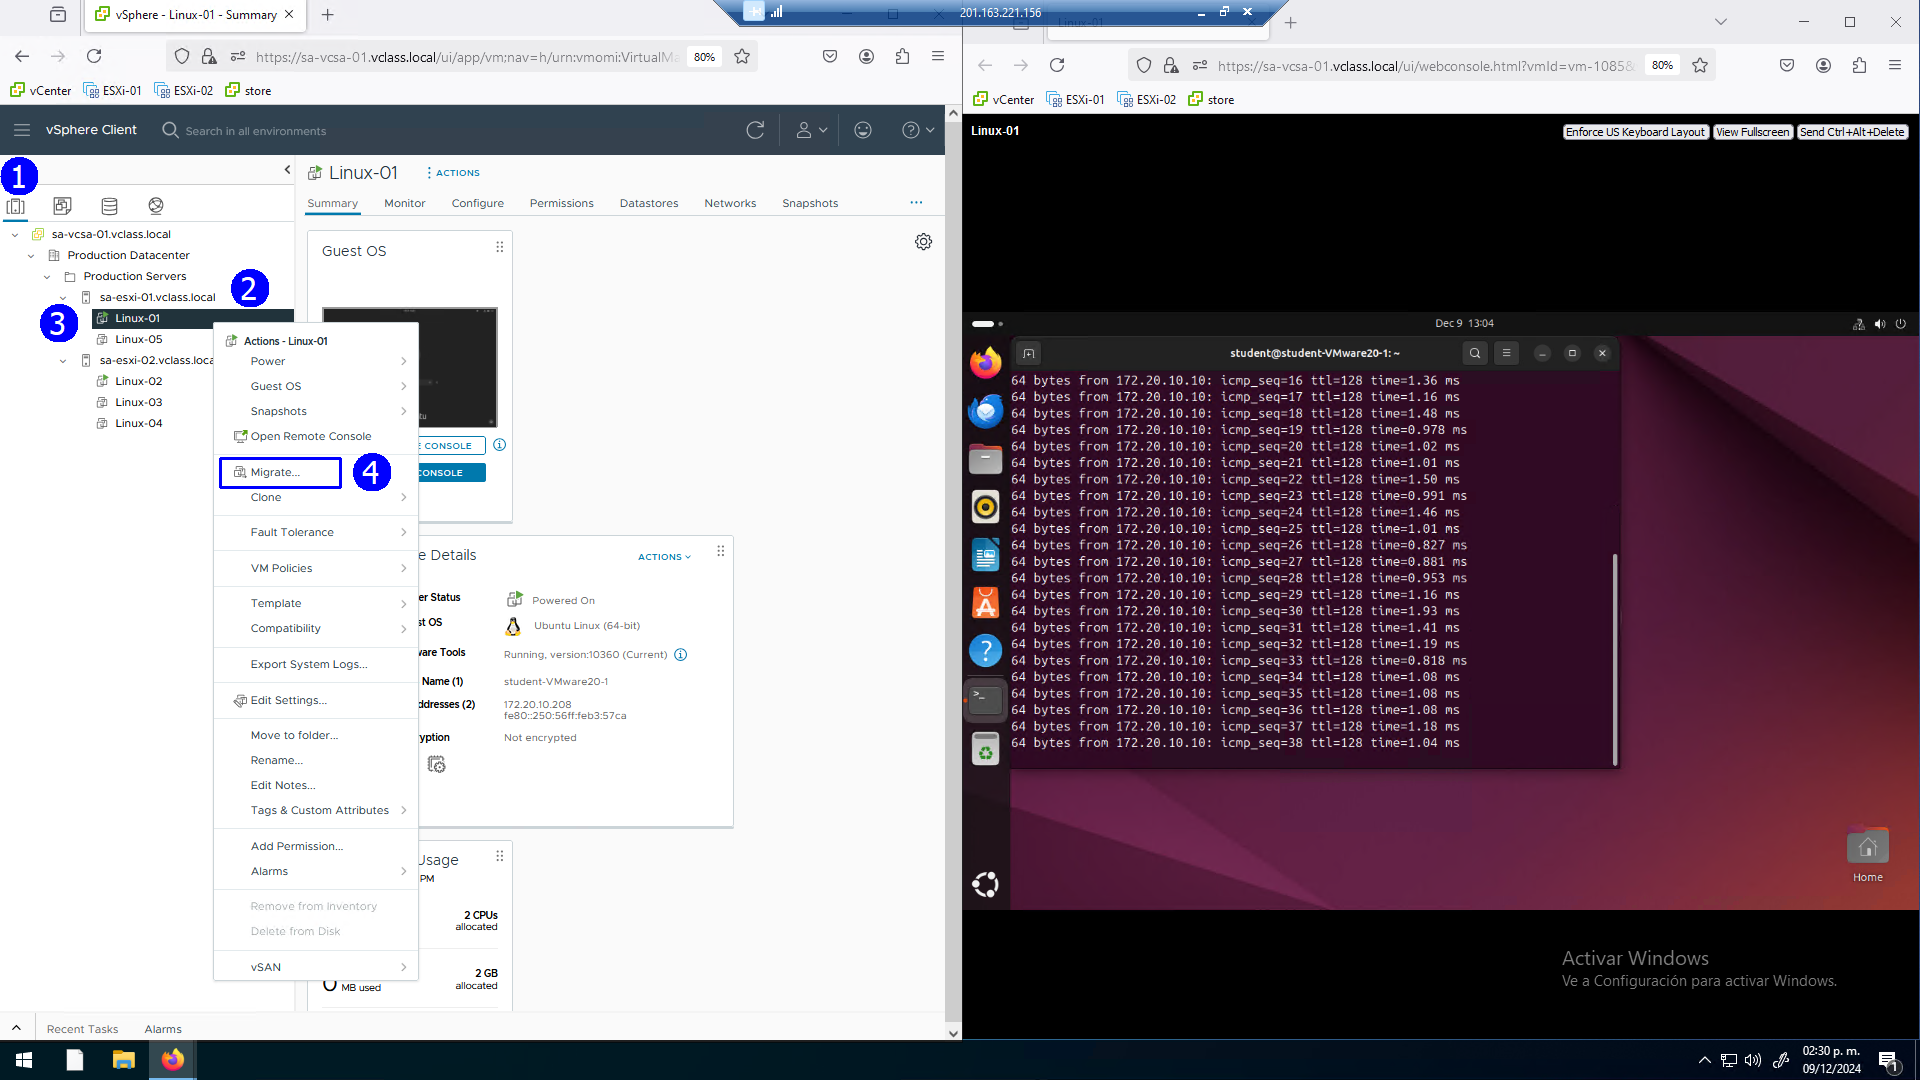 vSphere - Linux-01 - Summary
201.163.221.156
Linux-01
https://sa-vcsa-01.vclass.local/ui/app/vm;nav=h/urn:vmomi:VirtualMa
80%
vCenter ESXi-01 ESXi-02 store
https://sa-vcsa-01.vclass.local/ui/webconsole.html?vmId=vm-1085&
80%
vCenter ESXi-01 ESXi-02 store
vSphere Client
Search in all environments
1
sa-vcsa-01.vclass.local
Production Datacenter
Production Servers
sa-esxi-01.vclass.local
2
3
Linux-01
Linux-05
sa-esxi-02.vclass.loca
Linux-02
Linux-03
Linux-04
Linux-01
ACTIONS
Summary Monitor Configure Permissions Datastores Networks Snapshots
Guest OS
Actions - Linux-01
Power
Guest OS
Snapshots
Open Remote Console
Migrate...
4
Clone
Fault Tolerance
VM Policies
Template
Compatibility
Export System Logs...
Edit Settings...
Move to folder...
Rename...
Edit Notes...
Tags & Custom Attributes
Add Permission...
Alarms
Remove from Inventory
Delete from Disk
vSAN
tu
E CONSOLE
CONSOLE
e Details
ACTIONS
er Status
Powered On
st OS
Ubuntu Linux (64-bit)
ware Tools
Running, version:10360 (Current)
Name (1)
student-VMware20-1
ddresses (2)
172.20.10.208
fe80::250:56ff:feb3:57ca
yption
Not encrypted
Usage
PM
2 CPUs
allocated
2 GB
allocated
0 MB used
Recent Tasks Alarms
Linux-01
Enforce US Keyboard Layout View Fullscreen Send Ctrl+Alt+Delete
Dec 9 13:04
student@student-VMware20-1: ~
64 bytes from 172.20.10.10: icmp_seq=16 ttl=128 time=1.36 ms
64 bytes from 172.20.10.10: icmp_seq=17 ttl=128 time=1.16 ms
64 bytes from 172.20.10.10: icmp_seq=18 ttl=128 time=1.48 ms
64 bytes from 172.20.10.10: icmp_seq=19 ttl=128 time=0.978 ms
64 bytes from 172.20.10.10: icmp_seq=20 ttl=128 time=1.02 ms
64 bytes from 172.20.10.10: icmp_seq=21 ttl=128 time=1.01 ms
64 bytes from 172.20.10.10: icmp_seq=22 ttl=128 time=1.50 ms
64 bytes from 172.20.10.10: icmp_seq=23 ttl=128 time=0.991 ms
64 bytes from 172.20.10.10: icmp_seq=24 ttl=128 time=1.46 ms
64 bytes from 172.20.10.10: icmp_seq=25 ttl=128 time=1.01 ms
64 bytes from 172.20.10.10: icmp_seq=26 ttl=128 time=0.827 ms
64 bytes from 172.20.10.10: icmp_seq=27 ttl=128 time=0.881 ms
64 bytes from 172.20.10.10: icmp_seq=28 ttl=128 time=0.953 ms
64 bytes from 172.20.10.10: icmp_seq=29 ttl=128 time=1.16 ms
64 bytes from 172.20.10.10: icmp_seq=30 ttl=128 time=1.93 ms
64 bytes from 172.20.10.10: icmp_seq=31 ttl=128 time=1.41 ms
64 bytes from 172.20.10.10: icmp_seq=32 ttl=128 time=1.19 ms
64 bytes from 172.20.10.10: icmp_seq=33 ttl=128 time=0.818 ms
64 bytes from 172.20.10.10: icmp_seq=34 ttl=128 time=1.08 ms
64 bytes from 172.20.10.10: icmp_seq=35 ttl=128 time=1.08 ms
64 bytes from 172.20.10.10: icmp_seq=36 ttl=128 time=1.08 ms
64 bytes from 172.20.10.10: icmp_seq=37 ttl=128 time=1.18 ms
64 bytes from 172.20.10.10: icmp_seq=38 ttl=128 time=1.04 ms
Home
Activar Windows
Ve a Configuración para activar Windows.
02:30 p. m.
09/12/2024
1